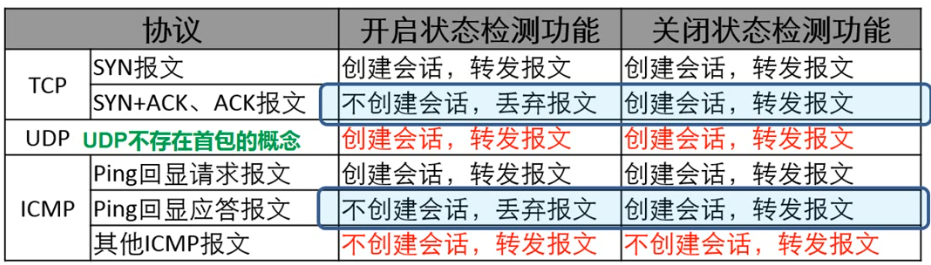 协议 开启状态检测功能 关闭状态检测功能
TCP SYN报文 创建会话，转发报文 创建会话，转发报文
SYN+ACK、ACK报文 不创建会话，丢弃报文 创建会话，转发报文
UDP UDP不存在首包的概念 创建会话，转发报文 创建会话，转发报文
ICMP Ping回显请求报文 创建会话，转发报文 创建会话，转发报文
Ping回显应答报文 不创建会话，丢弃报文 创建会话，转发报文
其他ICMP报文 不创建会话，转发报文 不创建会话，转发报文